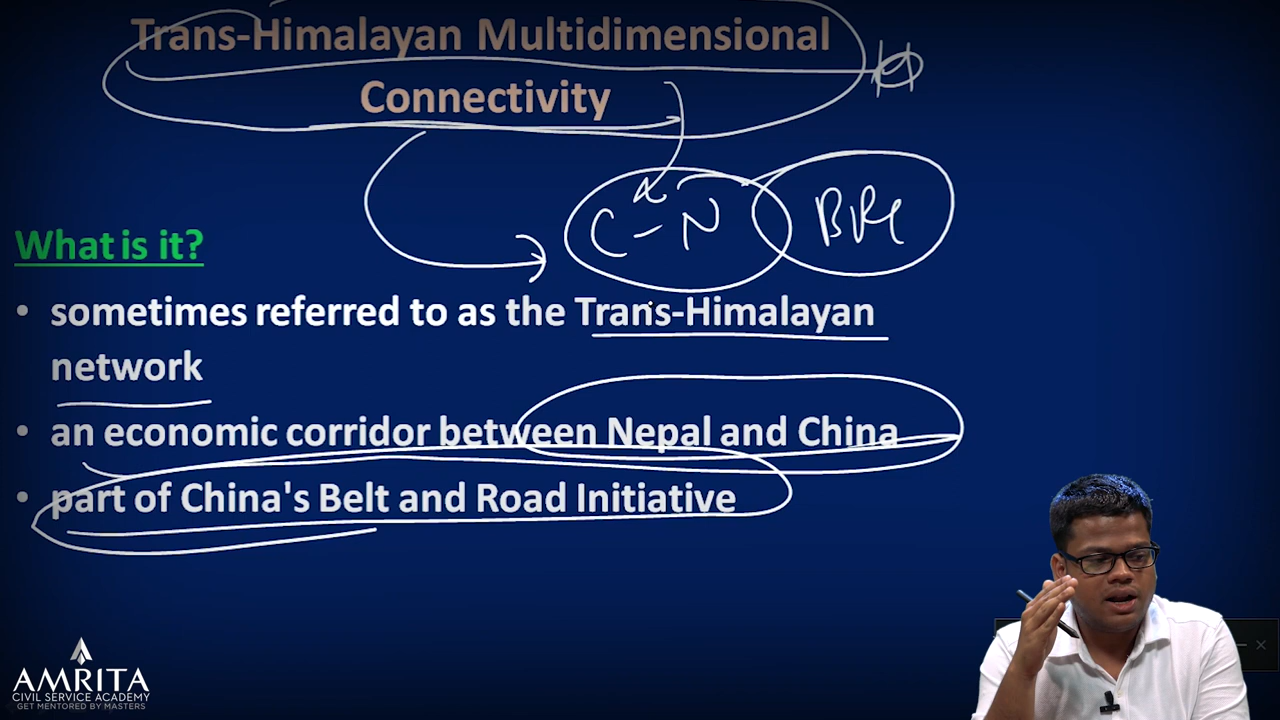 Trans-Himalayan Multidimensional
Connectivity
C-N
BRI
What is it?
• sometimes referred to as the Trans-Himalayan
network
• an economic corridor between Nepal and China
• part of China's Belt and Road Initiative
AMRITA
CIVIL SERVICE ACADEMY
GET MENTORED BY MASTERS